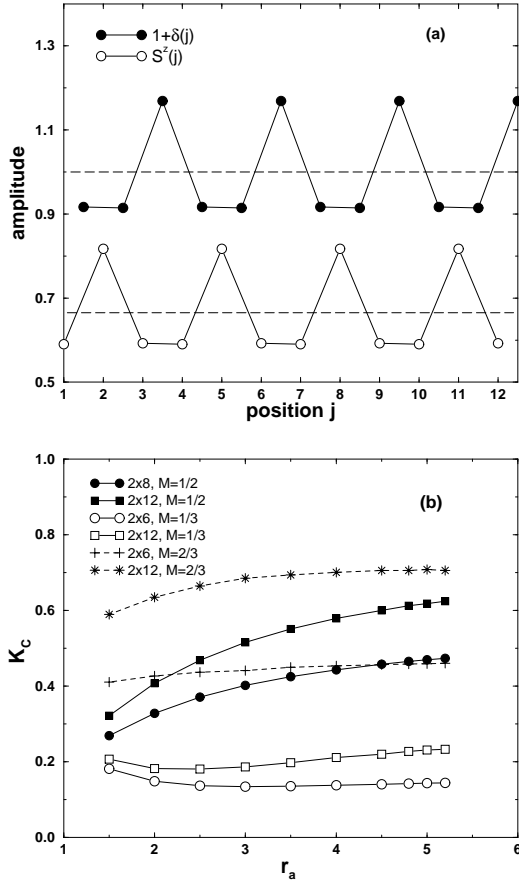 (a)
1+δ(j)
S^z(j)
amplitude
1.3
1.1
0.9
0.7
0.5
1 2 3 4 5 6 7 8 9 10 11 12
position j
(b)
2x8, M=1/2
2x12, M=1/2
2x6, M=1/3
2x12, M=1/3
2x6, M=2/3
2x12, M=2/3
K_C
1.0
0.8
0.6
0.4
0.2
0.0
1 2 3 4 5 6
r_a